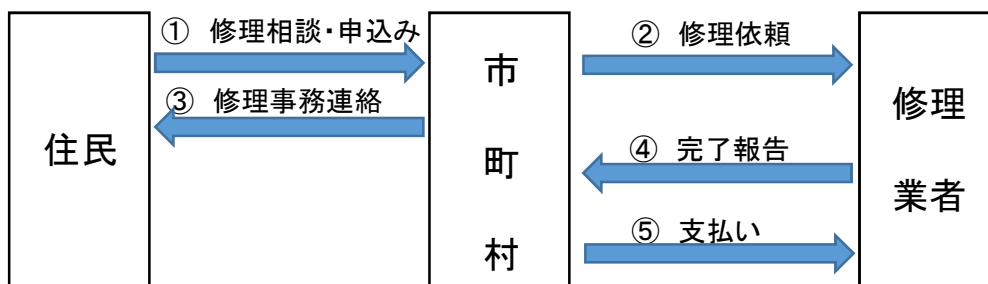 住民
① 修理相談・申込み
③ 修理事務連絡
市
町
村
② 修理依頼
④ 完了報告
⑤ 支払い
修理
業者